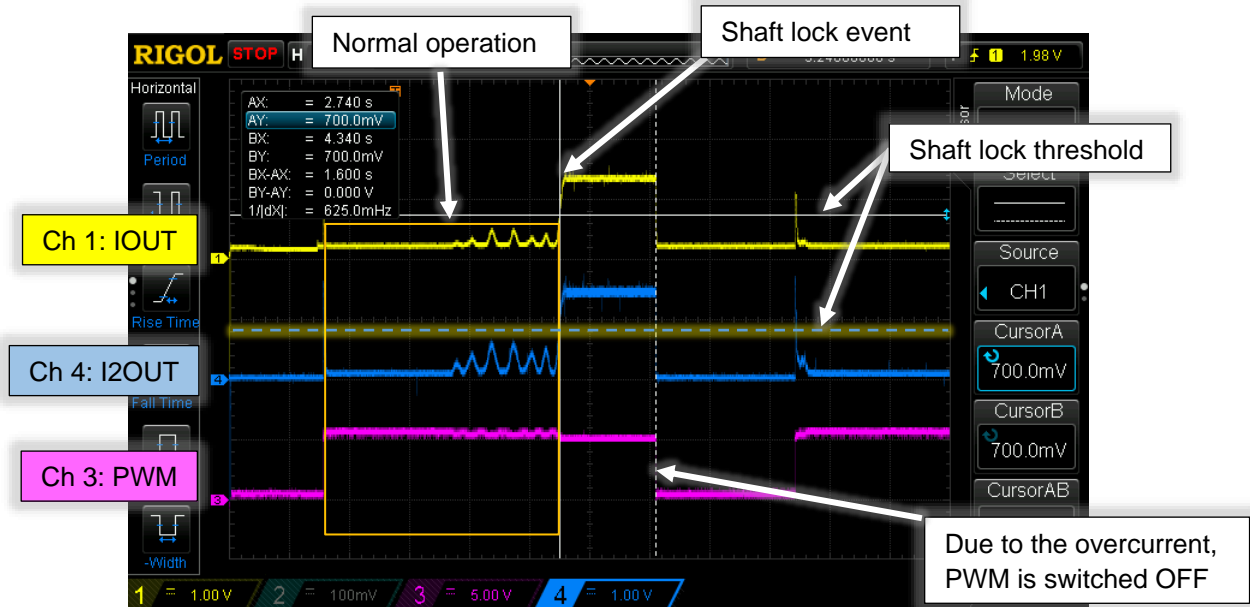 Normal operation
Shaft lock event
RIGOL STOP H
1 1.98 V
Horizontal
Period
Rise Time
Fall Time
-Width
AX: = 2.740 s
AY: = 700.0mV
BX: = 4.340 s
BY: = 700.0mV
BX-AX: = 1.600 s
BY-AY: = 0.000 V
1/|dX|: = 625.0mHz
T
Mode
Shaft lock threshold
Select
Ch 1: IOUT
1
Source
CH1
CursorA
700.0mV
Ch 4: I2OUT
4
CursorB
700.0mV
Ch 3: PWM
3
CursorAB
Due to the overcurrent,
PWM is switched OFF
1 = 1.00 V 2 = 100mV 3 = 5.00 V 4 = 1.00 V